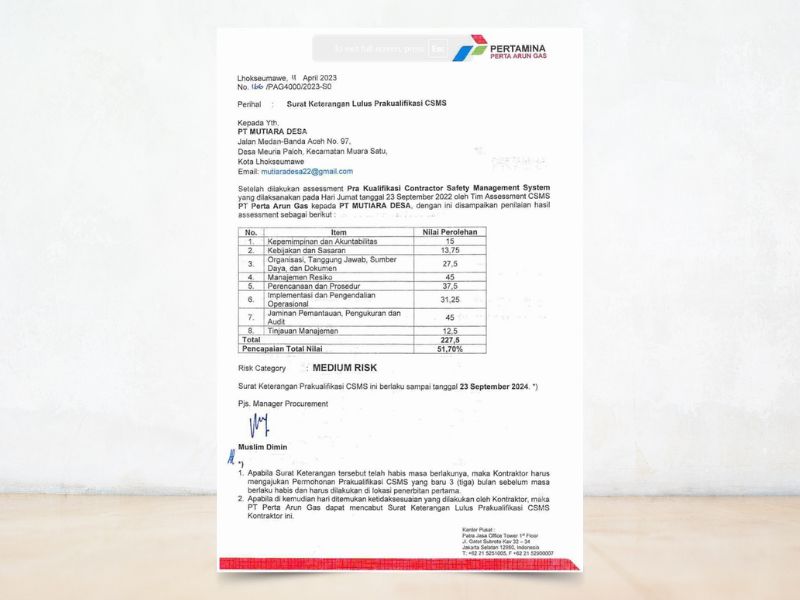 To exit full screen, press Esc
PERTAMINA
PERTA ARUN GAS
Lhokseumawe, 11 April 2023
No. 166 /PAG4000/2023-S0
Perihal : Surat Keterangan Lulus Prakualifikasi CSMS
Kepada Yth,
PT MUTIARA DESA
Jalan Medan-Banda Aceh No. 97,
Desa Meuria Paloh, Kecamatan Muara Satu,
Kota Lhokseumawe
Email: mutiaradesa22@gmail.com
Setelah dilakukan assessment Pra Kualifikasi Contractor Safety Management System
yang dilaksanakan pada Hari Jumat tanggal 23 September 2022 oleh Tim Assessment CSMS
PT Perta Arun Gas kepada PT MUTIARA DESA, dengan ini disampaikan penilaian hasil
assessment sebagai berikut :
No. Item Nilai Perolehan
1. Kepemimpinan dan Akuntabilitas 15
2. Kebijakan dan Sasaran 13,75
3. Organisasi, Tanggung Jawab, Sumber
Daya, dan Dokumen 27,5
4. Manajemen Resiko 45
5. Perencanaan dan Prosedur 37,5
6. Implementasi dan Pengendalian
Operasional 31,25
7. Jaminan Pemantauan, Pengukuran dan
Audit 45
8. Tinjauan Manajemen 12,5
Total 227,5
Pencapaian Total Nilai 51,70%
Risk Category : MEDIUM RISK
Surat Keterangan Prakualifikasi CSMS ini berlaku sampai tanggal 23 September 2024. *)
Pjs. Manager Procurement
Muslim Dimin
*)
1. Apabila Surat Keterangan tersebut telah habis masa berlakunya, maka Kontraktor harus
mengajukan Permohonan Prakualifikasi CSMS yang baru 3 (tiga) bulan sebelum masa
berlaku habis dan harus dilakukan di lokasi penerbitan pertama.
2. Apabila di kemudian hari ditemukan ketidaksesuaian yang dilakukan oleh Kontraktor, maka
PT Perta Arun Gas dapat mencabut Surat Keterangan Lulus Prakualifikasi CSMS
Kontraktor ini.
Kantor Pusat :
Patra Jasa Office Tower 1st Floor
Jl. Gatot Subroto Kav 32 – 34
Jakarta Selatan 12950, Indonesia
T: +62 21 5251005, F +62 21 52900007